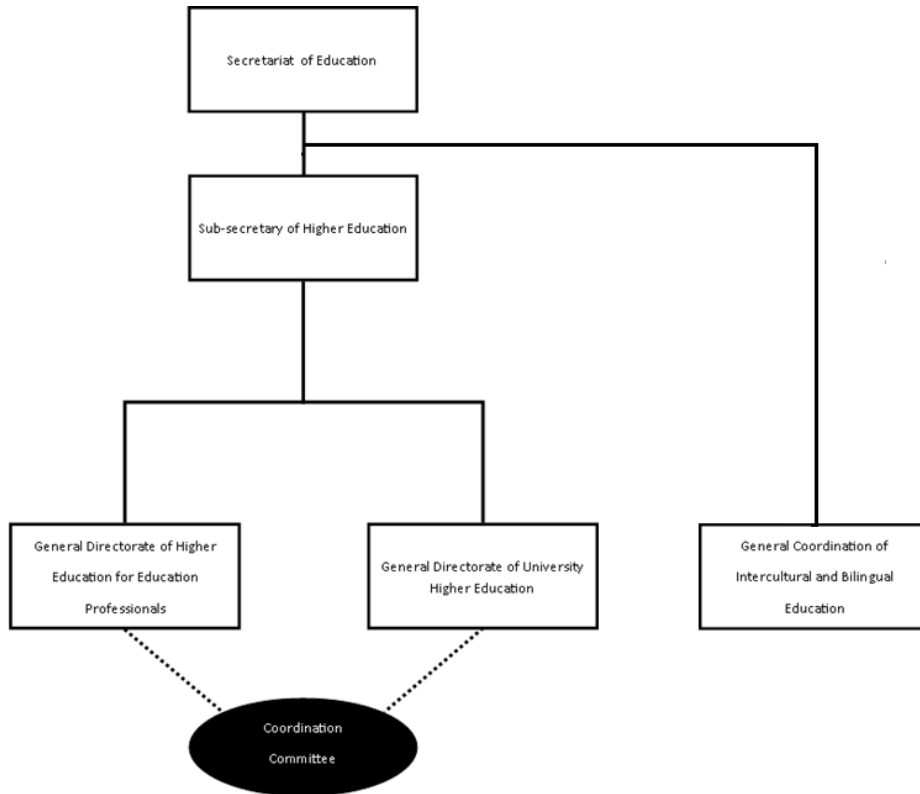 Secretariat of Education
Sub-secretary of Higher Education
General Directorate of Higher
Education for Education
Professionals
General Directorate of University
Higher Education
General Coordination of
Intercultural and Bilingual
Education
Coordination
Committee